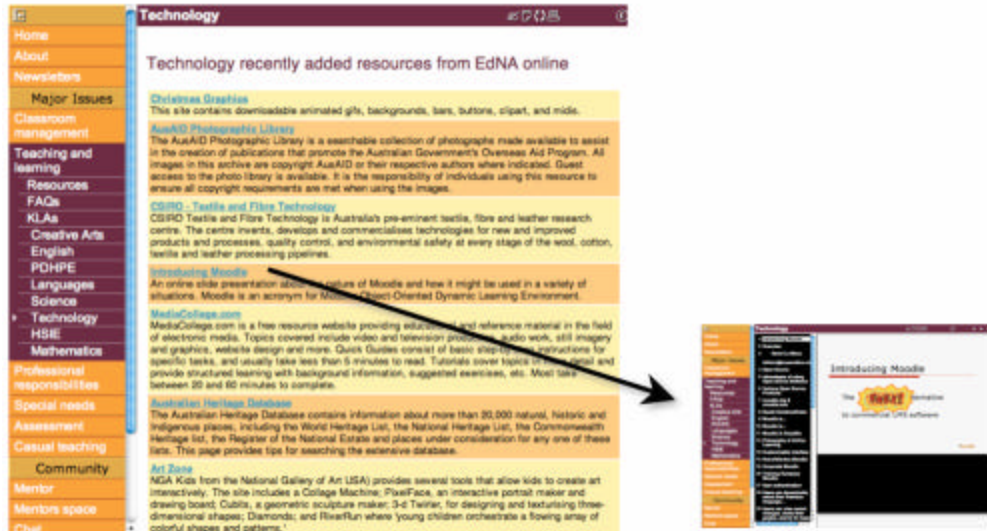 Technology
Home
About
Newsletters
Major Issues
Classroom
management
Teaching and
learning
Resources
FAQs
KLAs
Creative Arts
English
PDHPE
Languages
Science
Technology
HSIE
Mathematics
Professional
responsibilities
Special needs
Assessment
Casual teaching
Community
Mentor
Mentors space
Chat
Technology recently added resources from EdNA online
Christmas Graphics
This site contains downloadable animated gifs, backgrounds, bars, buttons, clipart, and midis.
AusAID Photographic Library
The AusAID Photographic Library is a searchable collection of photographs made available to assist
in the creation of publications that promote the Australian Government's Overseas Aid Program. All
images in this archive are copyright AusAID or their respective authors where indicated. Guest
access to the photo library is available. It is the responsibility of individuals using this resource to
ensure all copyright requirements are met when using the images.
CSIRO - Textile and Fibre Technology
CSIRO Textile and Fibre Technology is Australia's pre-eminent textile, fibre and leather research
centre. The centre invents, develops and commercialises technologies for new and improved
products and processes, quality control, and environmental safety at every stage of the wool, cotton,
textile and leather processing pipelines.
Introducing Moodle
An online slide presentation about nature of Moodle and how it might be used in a variety of
situations. Moodle is an acronym for Object-Oriented Dynamic Learning Environment.
MediaCollege.com
MediaCollege.com is a free resource website providing educational and reference material in the field
of electronic media. Topics covered include video and television production, audio work, still imagery
and graphics, website design and more. Quick Guides consist of basic step-by-step instructions for
specific tasks, and usually take less than 5 minutes to read. Tutorials cover topics in detail and
provide structured learning with background information, suggested exercises, etc. Most take
between 20 and 60 minutes to complete.
Australian Heritage Database
The Australian Heritage Database contains information about more than 20,000 natural, historic and
Indigenous places, including the World Heritage List, the National Heritage List, the Commonwealth
Heritage list, the Register of the National Estate and places under consideration for any one of these
lists. This page provides tips for searching the extensive database.
Art Zone
NGA Kids from the National Gallery of Art USA) provides several tools that allow kids to create art
interactively. The site includes a Collage Machine; PixelFace, an interactive portrait maker and
drawing board; Cubits, a geometric sculpture maker; 3-d Twirler, for designing and texturising three-
dimensional shapes; Diamonds; and RiverRun where young children orchestrate a flowing array of
colorful shapes and patterns.'
Technology
Introducing Moodle
The
to commercial CMS software